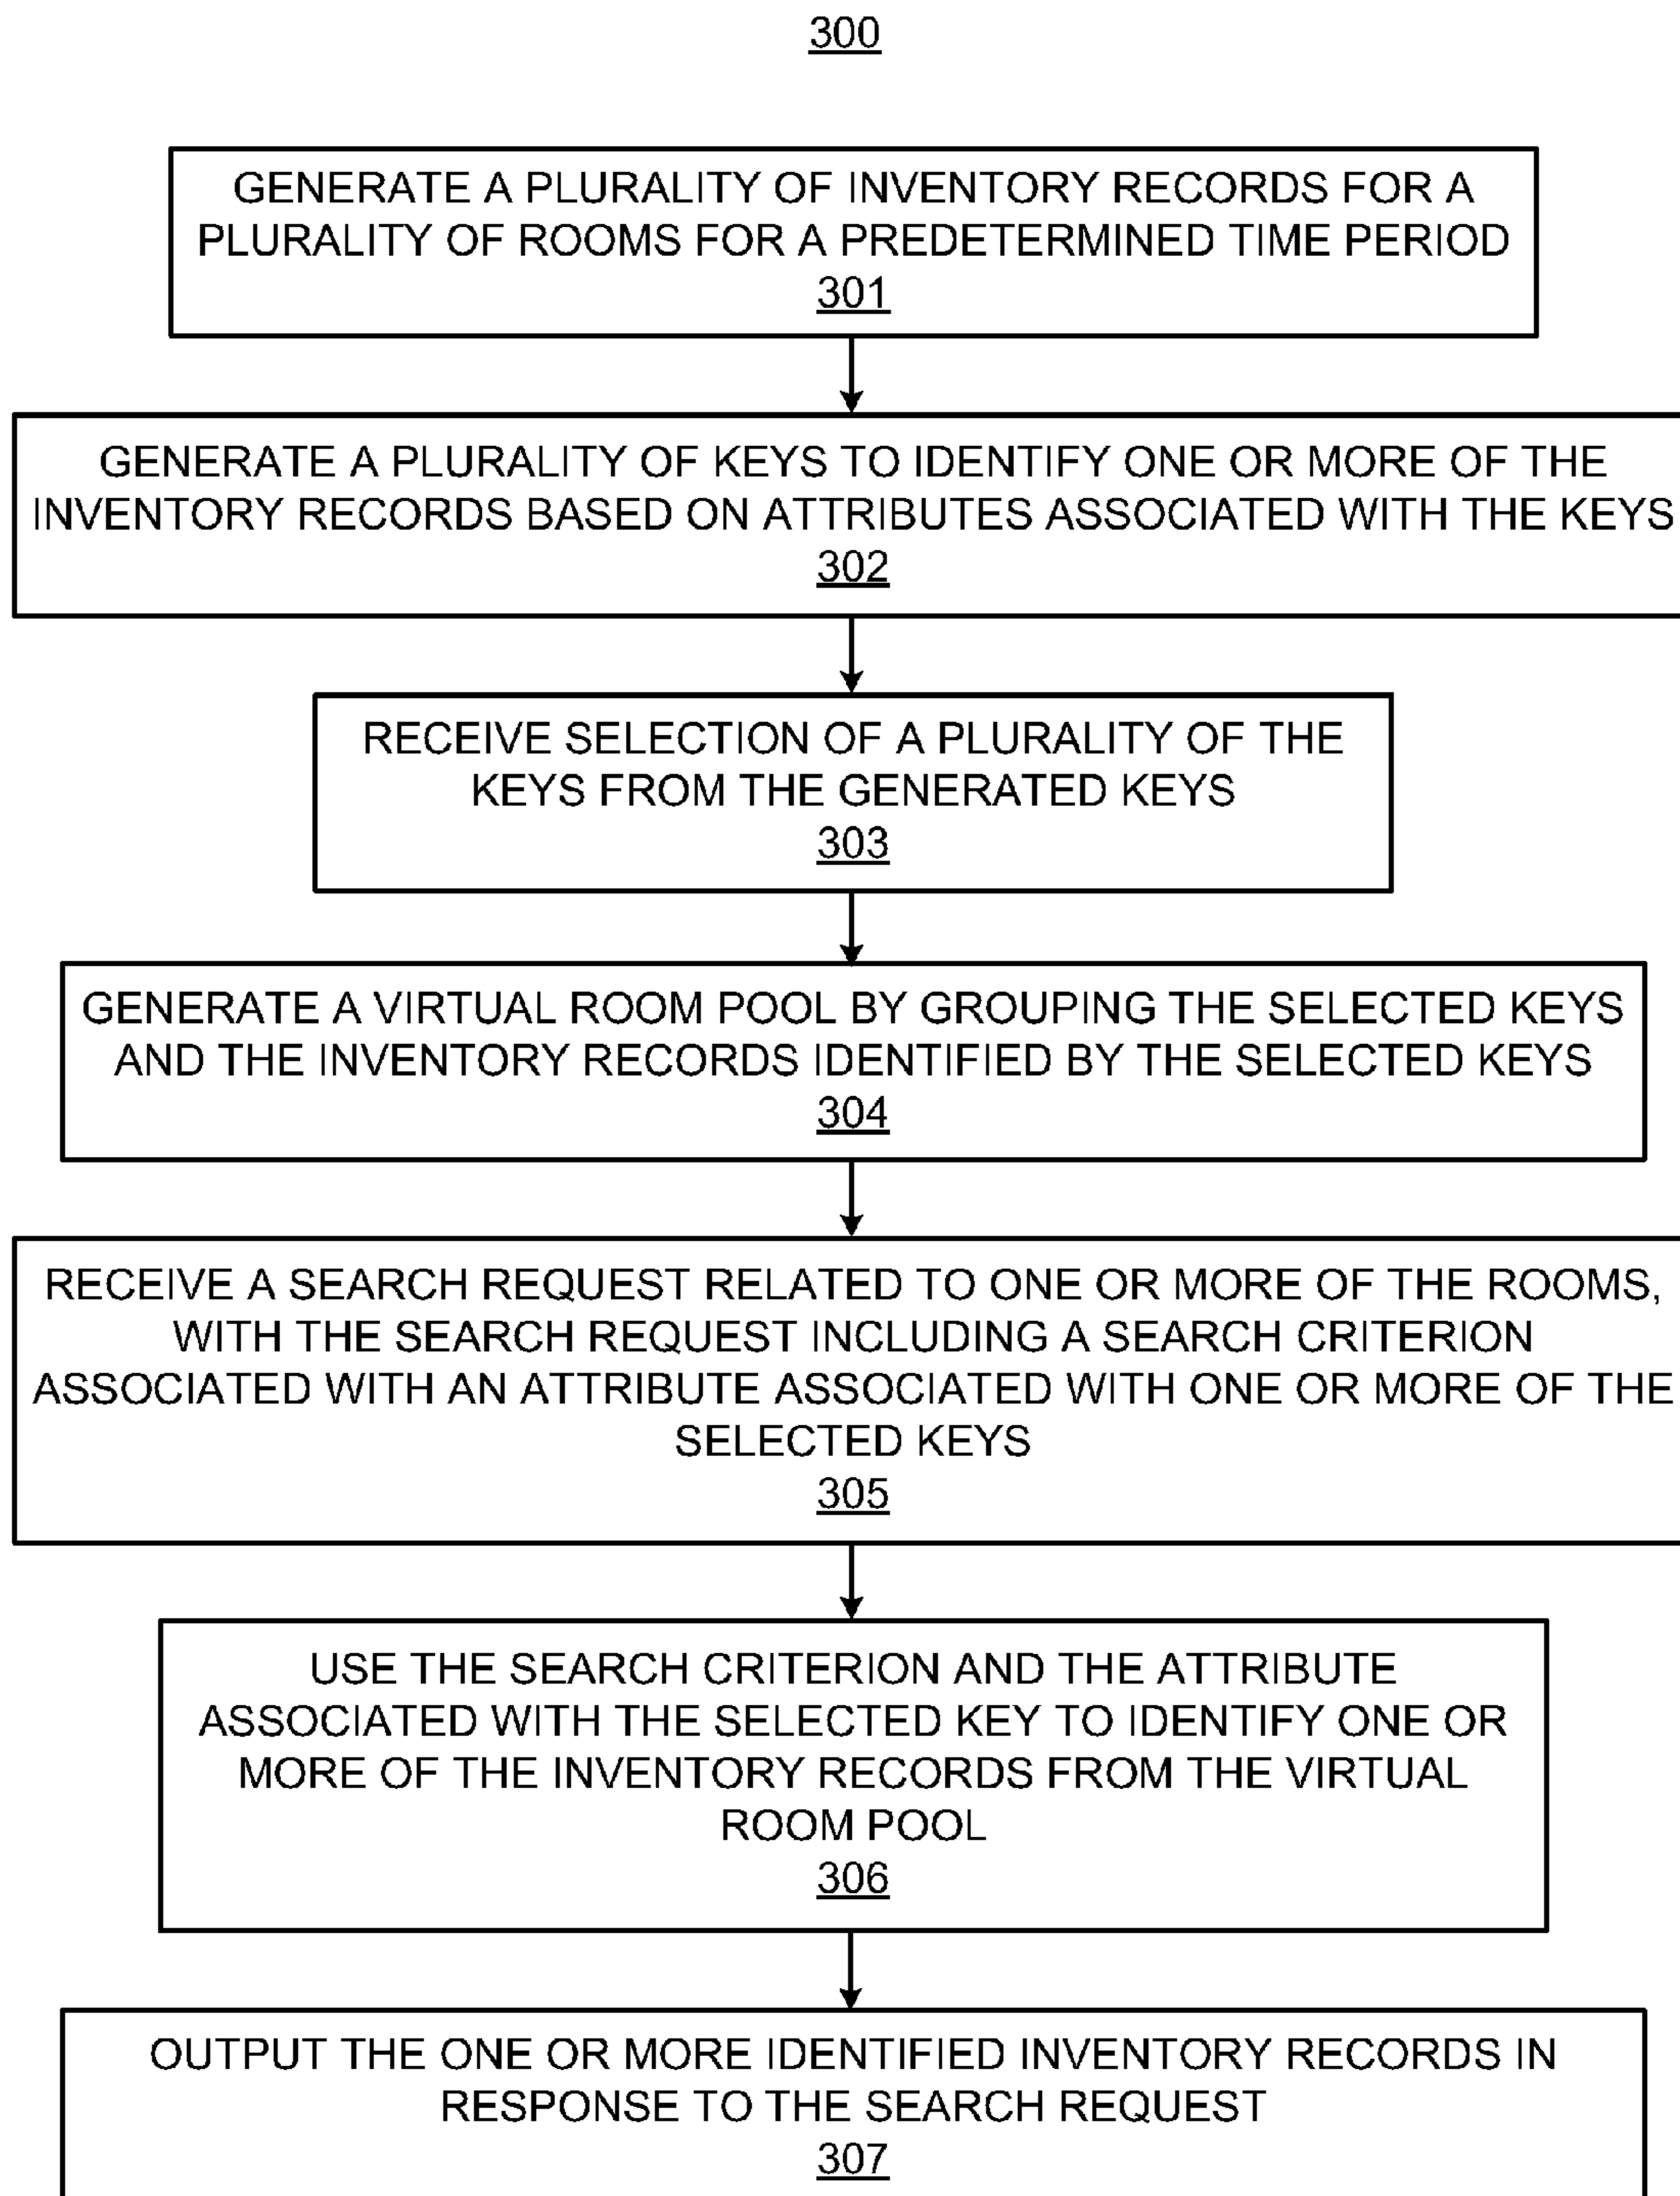 300
GENERATE A PLURALITY OF INVENTORY RECORDS FOR A
PLURALITY OF ROOMS FOR A PREDETERMINED TIME PERIOD
301
GENERATE A PLURALITY OF KEYS TO IDENTIFY ONE OR MORE OF THE
INVENTORY RECORDS BASED ON ATTRIBUTES ASSOCIATED WITH THE KEYS
302
RECEIVE SELECTION OF A PLURALITY OF THE
KEYS FROM THE GENERATED KEYS
303
GENERATE A VIRTUAL ROOM POOL BY GROUPING THE SELECTED KEYS
AND THE INVENTORY RECORDS IDENTIFIED BY THE SELECTED KEYS
304
RECEIVE A SEARCH REQUEST RELATED TO ONE OR MORE OF THE ROOMS,
WITH THE SEARCH REQUEST INCLUDING A SEARCH CRITERION
ASSOCIATED WITH AN ATTRIBUTE ASSOCIATED WITH ONE OR MORE OF THE
SELECTED KEYS
305
USE THE SEARCH CRITERION AND THE ATTRIBUTE
ASSOCIATED WITH THE SELECTED KEY TO IDENTIFY ONE OR
MORE OF THE INVENTORY RECORDS FROM THE VIRTUAL
ROOM POOL
306
OUTPUT THE ONE OR MORE IDENTIFIED INVENTORY RECORDS IN
RESPONSE TO THE SEARCH REQUEST
307